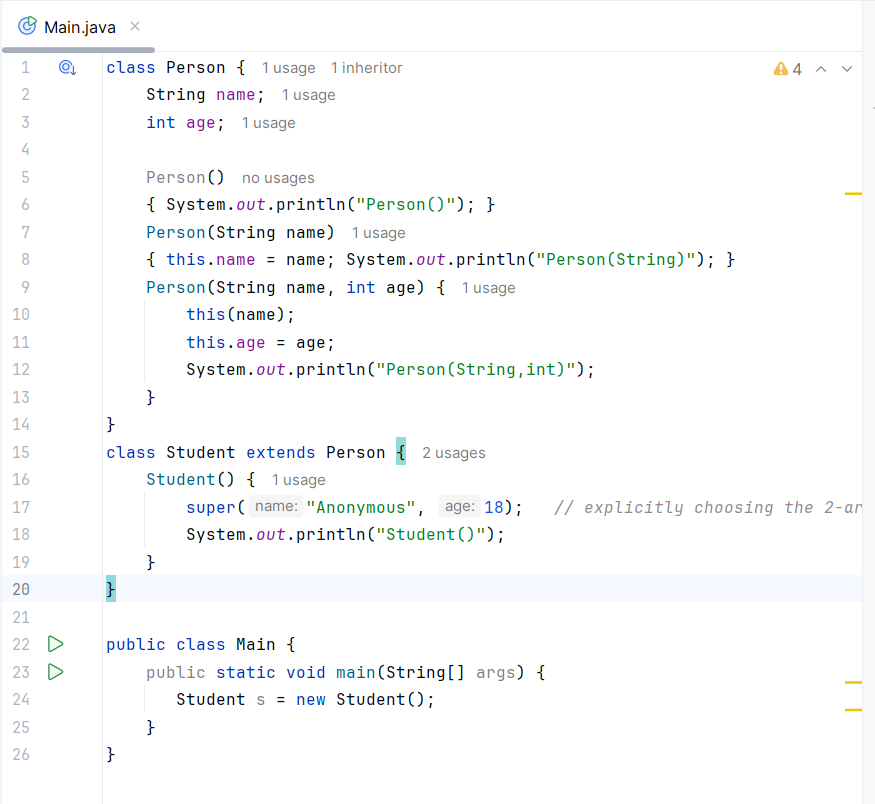 Main.java
1 class Person { 1 usage 1 inheritor 4
2 String name; 1 usage
3 int age; 1 usage
4
5 Person() no usages
6 { System.out.println("Person()"); }
7 Person(String name) 1 usage
8 { this.name = name; System.out.println("Person(String)"); }
9 Person(String name, int age) { 1 usage
10 this(name);
11 this.age = age;
12 System.out.println("Person(String,int)");
13 }
14 }
15 class Student extends Person { 2 usages
16 Student() { 1 usage
17 super( name: "Anonymous", age: 18); // explicitly choosing the 2-ar
18 System.out.println("Student()");
19 }
20 }
21
22 public class Main {
23 public static void main(String[] args) {
24 Student s = new Student();
25 }
26 }